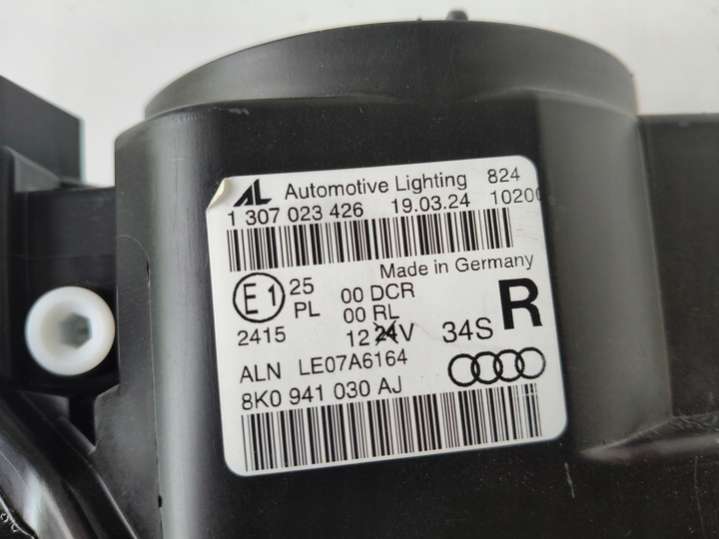 AL Automotive Lighting 824
1 307 023 426 19.03.24 10200
Made in Germany
E1 25 00 DCR
PL 00 RL R
2415 12 24V 34S
ALN LE07A6164
8K0 941 030 AJ